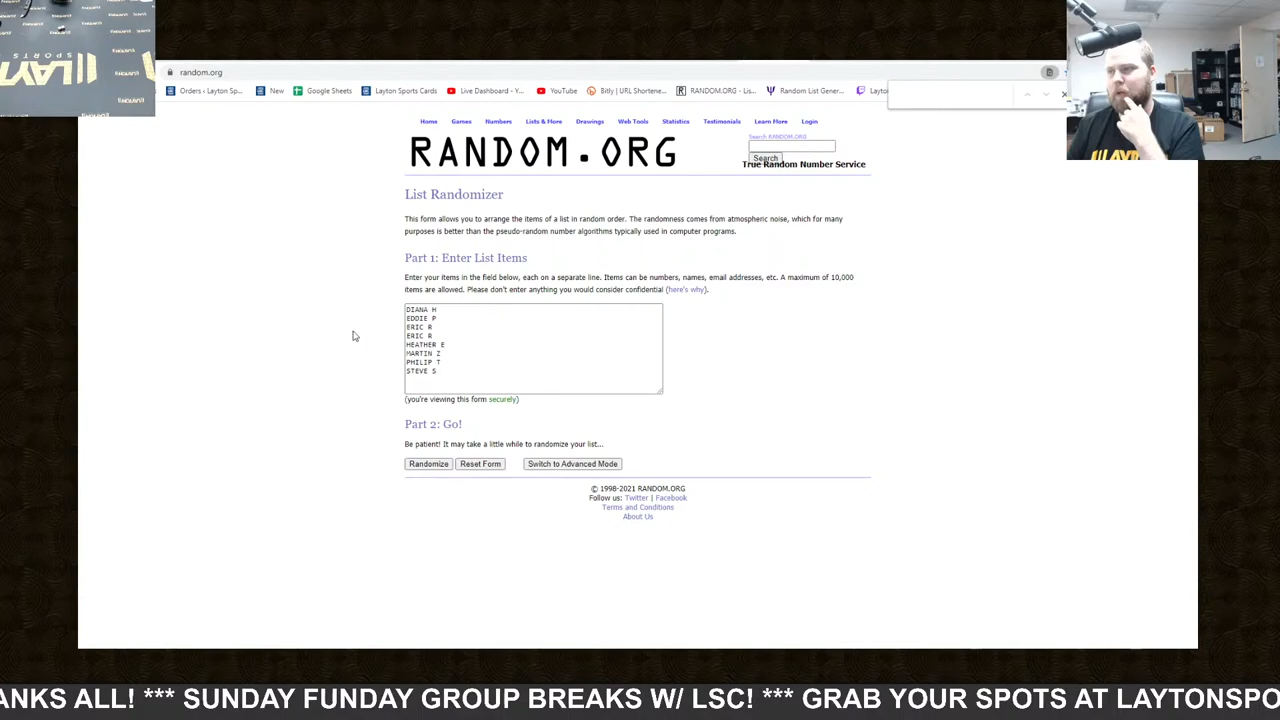 random.org
Orders ‹ Layton Sp...
New
Google Sheets
Layton Sports Cards
Live Dashboard - Y...
YouTube
Bitly | URL Shortene...
RANDOM.ORG - Lis...
Random List Gener...
Home Games Numbers Lists & More Drawings Web Tools Statistics Testimonials Learn More Login
RANDOM.ORG
Search RANDOM.ORG
Search
True Random Number Service
List Randomizer
This form allows you to arrange the items of a list in random order. The randomness comes from atmospheric noise, which for many
purposes is better than the pseudo-random number algorithms typically used in computer programs.
Part 1: Enter List Items
Enter your items in the field below, each on a separate line. Items can be numbers, names, email addresses, etc. A maximum of 10,000
items are allowed. Please don't enter anything you would consider confidential (here's why).
DIANA H
EDDIE P
ERIC R
ERIC R
HEATHER E
MARTIN Z
PHILIP T
STEVE S
(you're viewing this form securely)
Part 2: Go!
Be patient! It may take a little while to randomize your list...
Randomize Reset Form Switch to Advanced Mode
© 1998-2021 RANDOM.ORG
Follow us: Twitter | Facebook
Terms and Conditions
About Us
ANKS ALL! *** SUNDAY FUNDAY GROUP BREAKS W/ LSC! *** GRAB YOUR SPOTS AT LAYTONSPO